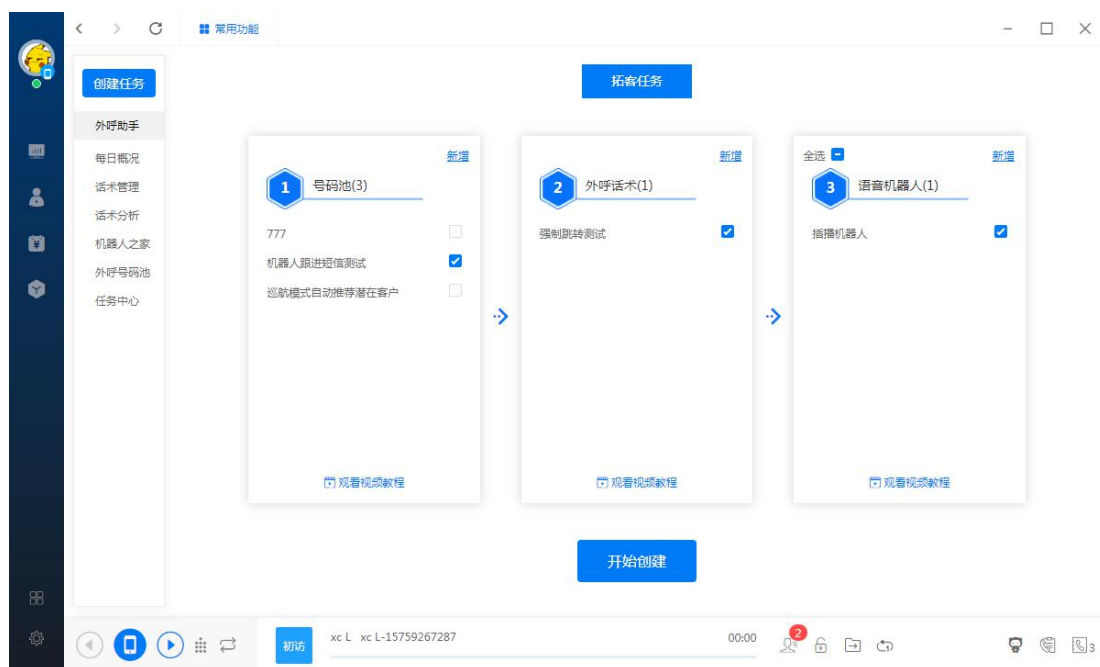 常用功能
创建任务
外呼助手
每日概况
话术管理
话术分析
机器人之家
外呼号码池
任务中心
拓客任务
新增
1 号码池(3)
777
机器人跟进短信测试
巡航模式自动推荐潜在客户
观看视频教程
新增
2 外呼话术(1)
强制跳转测试
观看视频教程
全选 新增
3 语音机器人(1)
插播机器人
观看视频教程
开始创建
初访 xc L xc L-15759267287 00:00 2 3